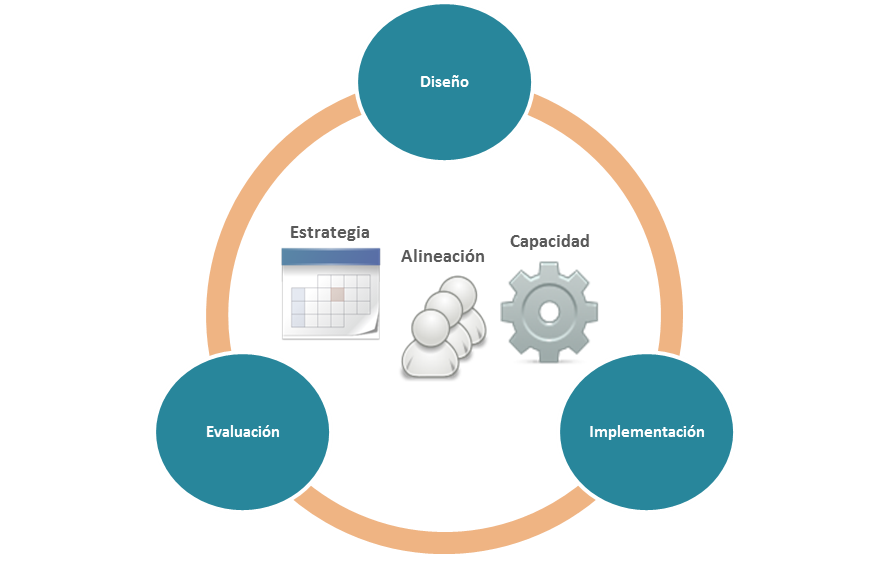 Diseño
Estrategia
Alineación
Capacidad
Evaluación
Implementación